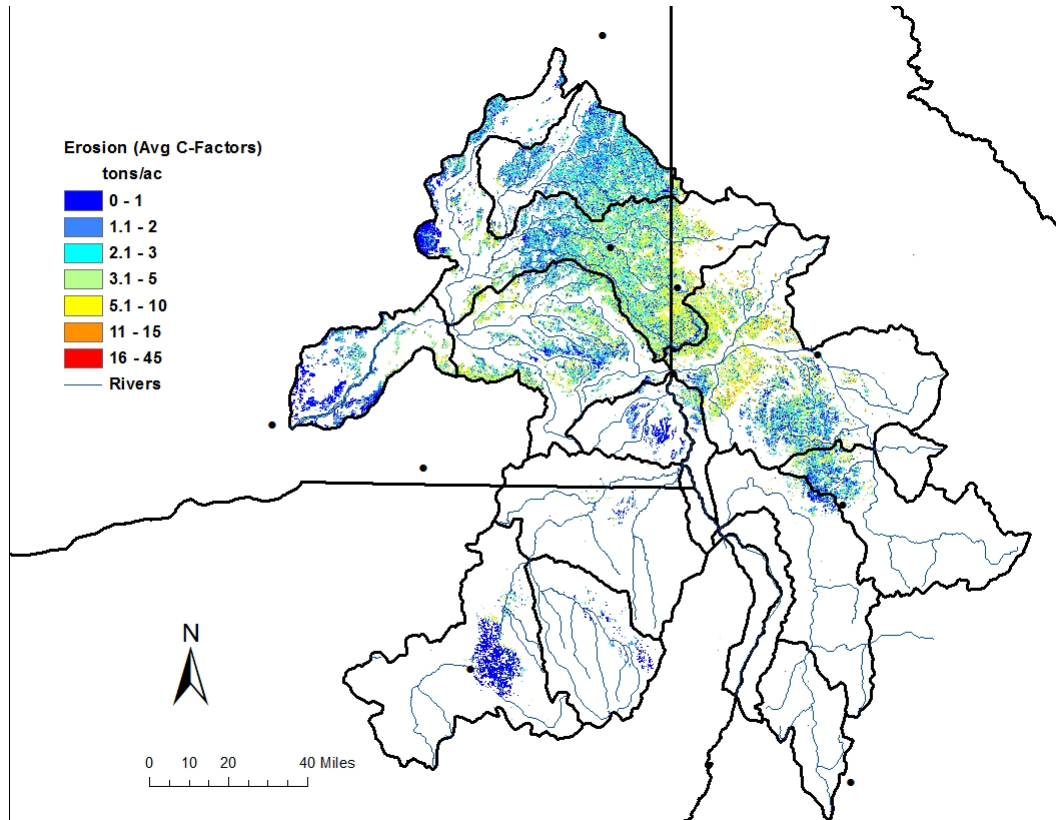 Erosion (Avg C-Factors)
tons/ac
0 - 1
1.1 - 2
2.1 - 3
3.1 - 5
5.1 - 10
11 - 15
16 - 45
Rivers
N
0 10 20 40 Miles